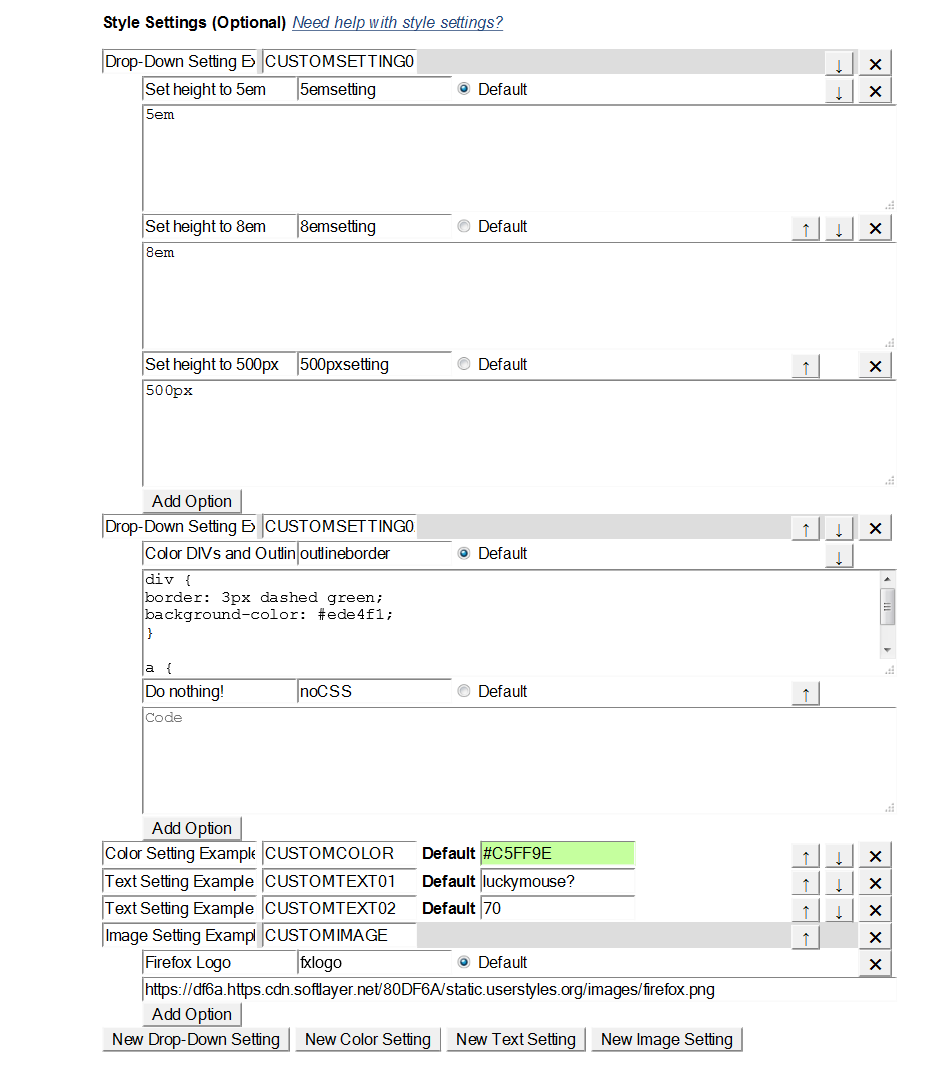 Style Settings (Optional) Need help with style settings?
Drop-Down Setting Ex CUSTOMSETTING0 ↓ ×
Set height to 5em 5emsetting Default ↓ ×
5em
Set height to 8em 8emsetting Default ↑ ↓ ×
8em
Set height to 500px 500pxsetting Default ↑ ×
500px
Add Option
Drop-Down Setting Ex CUSTOMSETTING0 ↑ ↓ ×
Color DIVs and Outlin outlineborder Default ↓
div {
border: 3px dashed green;
background-color: #ede4f1;
}
a {
Do nothing! noCSS Default ↑
Code
Add Option
Color Setting Example CUSTOMCOLOR Default #C5FF9E ↑ ↓ ×
Text Setting Example CUSTOMTEXT01 Default luckymouse? ↑ ↓ ×
Text Setting Example CUSTOMTEXT02 Default 70 ↑ ↓ ×
Image Setting Exampl CUSTOMIMAGE ↑ ×
Firefox Logo fxlogo Default ×
https://df6a.https.cdn.softlayer.net/80DF6A/static.userstyles.org/images/firefox.png
Add Option
New Drop-Down Setting New Color Setting New Text Setting New Image Setting